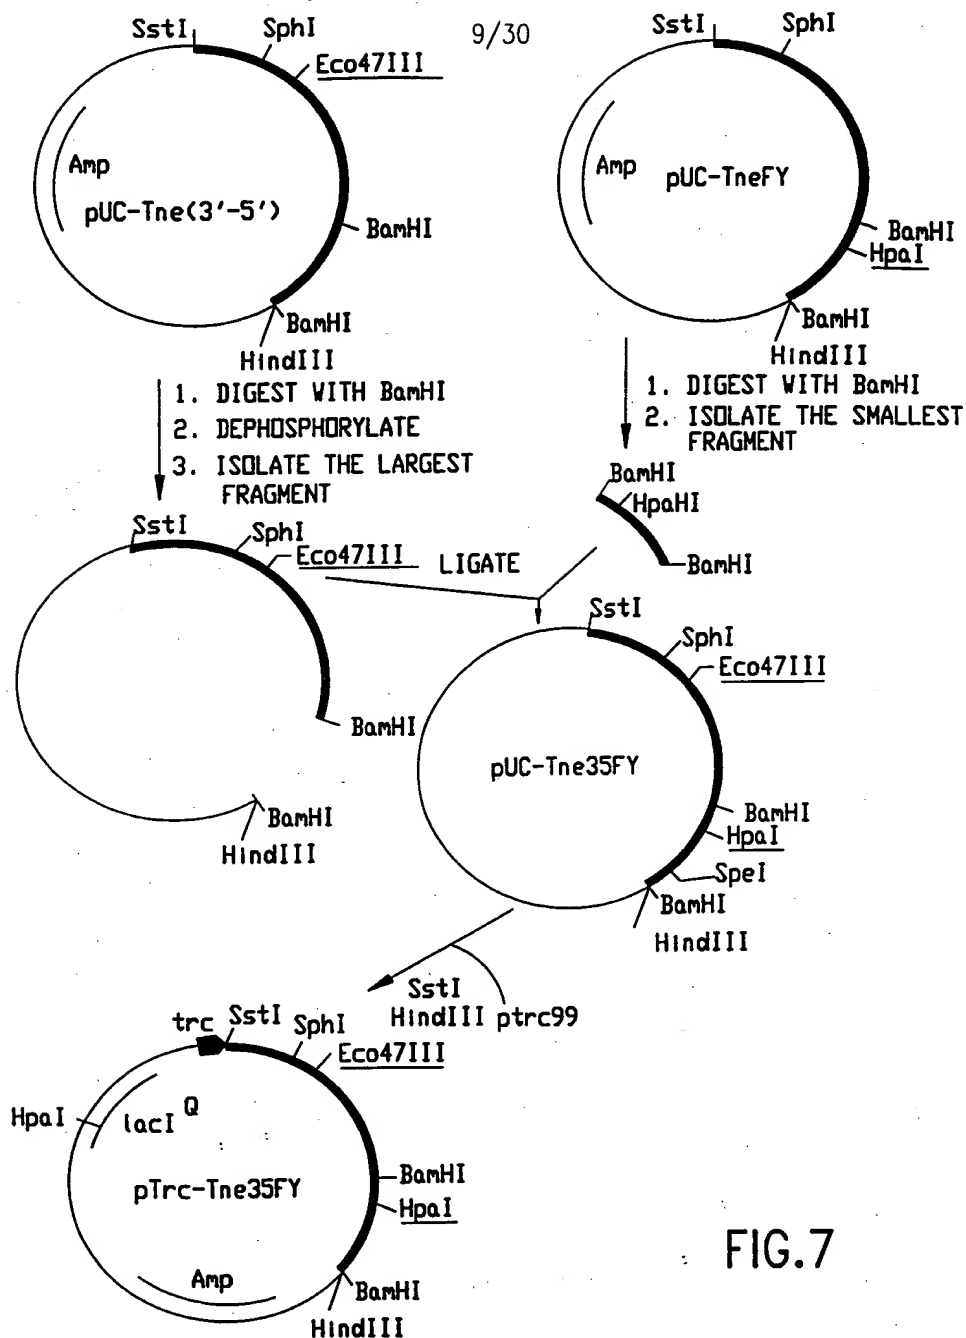 9/30
SstI
SphI
Eco47III
Amp
pUC-Tne(3'-5')
BamHI
BamHI
HindIII
SstI
SphI
Amp
pUC-TneFY
BamHI
HpaI
BamHI
HindIII
1. DIGEST WITH BamHI
2. DEPHOSPHORYLATE
3. ISOLATE THE LARGEST
FRAGMENT
1. DIGEST WITH BamHI
2. ISOLATE THE SMALLEST
FRAGMENT
BamHI
HpaHI
BamHI
SstI
SphI
Eco47III
LIGATE
BamHI
BamHI
HindIII
SstI
SphI
Eco47III
pUC-Tne35FY
BamHI
HpaI
SpeI
BamHI
HindIII
SstI
HindIII ptrc99
trc
SstI
SphI
Eco47III
HpaI
lacI Q
pTrc-Tne35FY
BamHI
HpaI
Amp
BamHI
HindIII
FIG.7